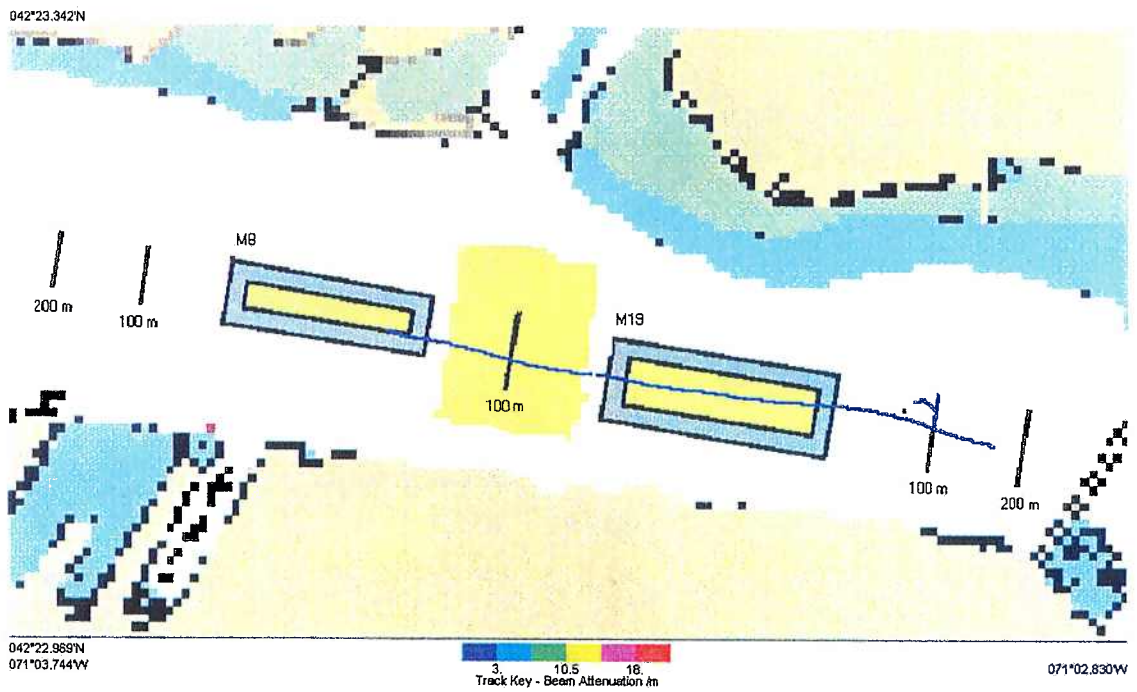 042°23.342'N
M8
M19
200 m
100 m
100 m
100 m
200 m
042°22.969'N
071°03.744'W
071°02.830'W
3. 10.5 18.
Track Key - Beam Attenuation /m